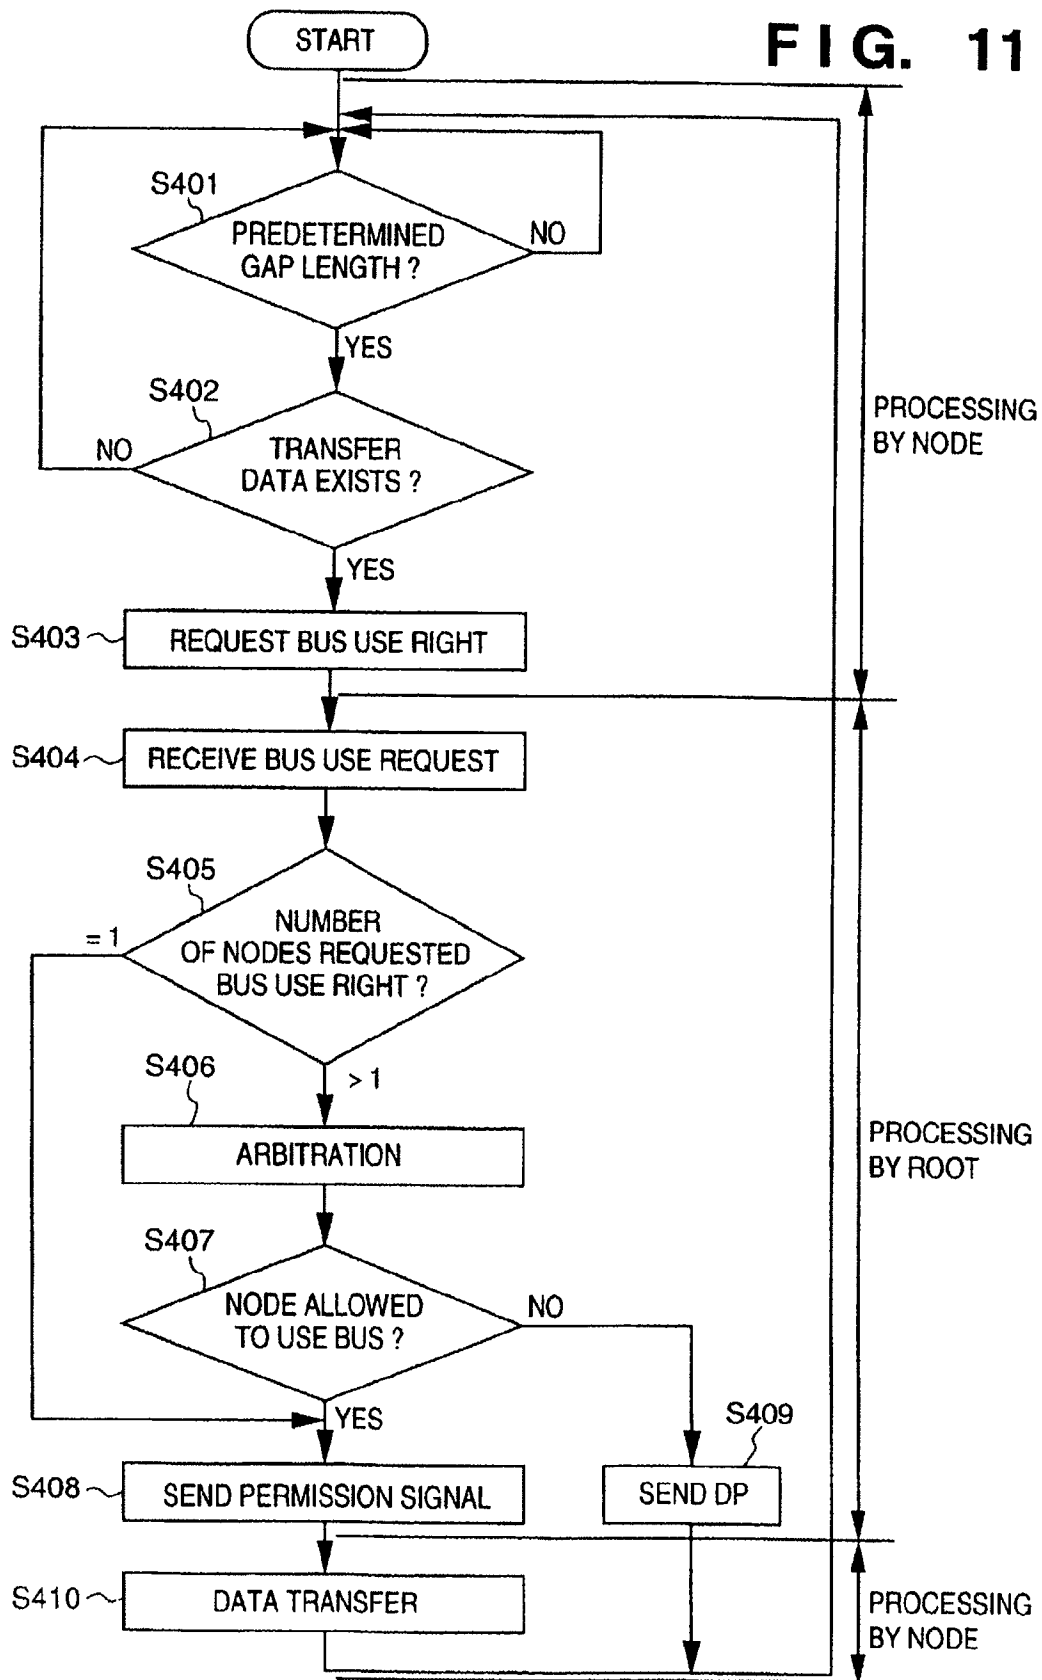 FIG. 11
START
S401
PREDETERMINED
GAP LENGTH ?
NO
YES
S402
TRANSFER
DATA EXISTS ?
NO
YES
PROCESSING
BY NODE
S403
REQUEST BUS USE RIGHT
S404
RECEIVE BUS USE REQUEST
S405
NUMBER
OF NODES REQUESTED
BUS USE RIGHT ?
= 1
> 1
S406
ARBITRATION
PROCESSING
BY ROOT
S407
NODE ALLOWED
TO USE BUS ?
NO
YES
S408
SEND PERMISSION SIGNAL
S409
SEND DP
S410
DATA TRANSFER
PROCESSING
BY NODE